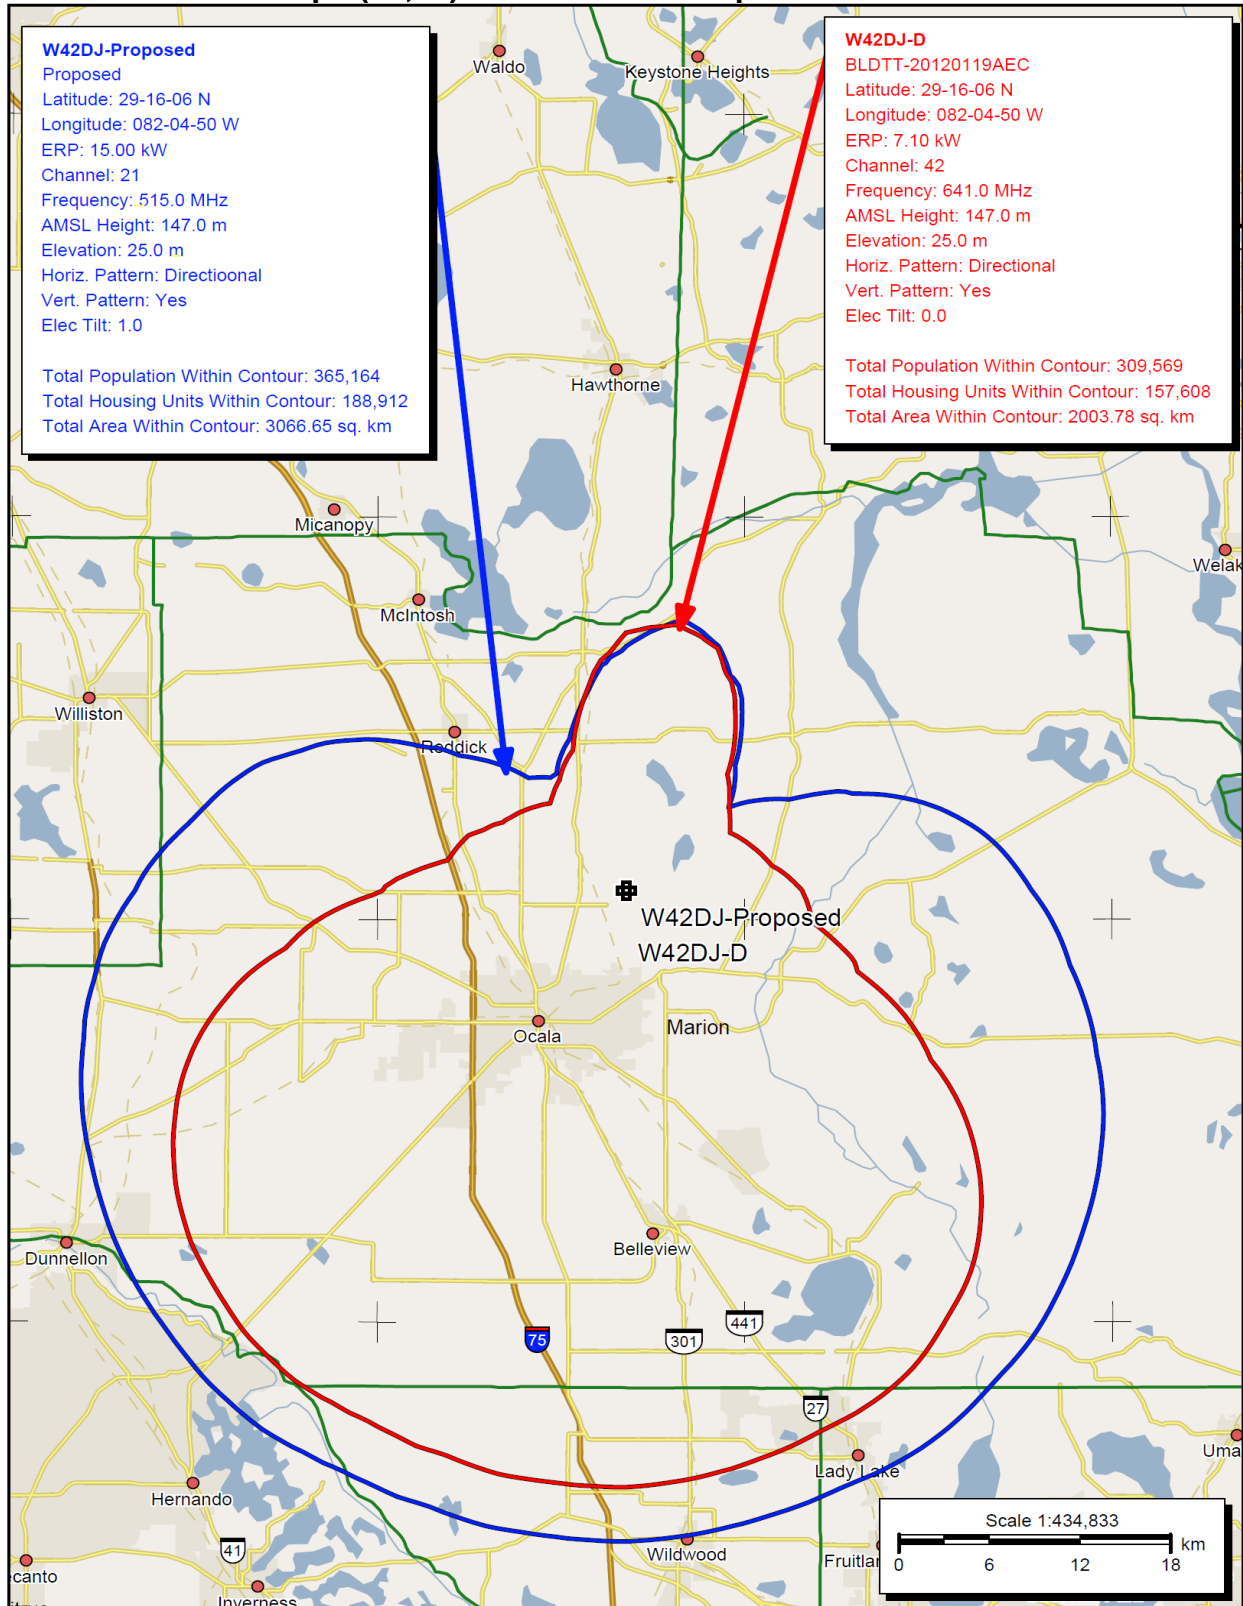 W42DJ-Proposed
Proposed
Latitude: 29-16-06 N
Longitude: 082-04-50 W
ERP: 15.00 kW
Channel: 21
Frequency: 515.0 MHz
AMSL Height: 147.0 m
Elevation: 25.0 m
Horiz. Pattern: Directioonal
Vert. Pattern: Yes
Elec Tilt: 1.0
Total Population Within Contour: 365,164
Total Housing Units Within Contour: 188,912
Total Area Within Contour: 3066.65 sq. km
W42DJ-D
BLDTT-20120119AEC
Latitude: 29-16-06 N
Longitude: 082-04-50 W
ERP: 7.10 kW
Channel: 42
Frequency: 641.0 MHz
AMSL Height: 147.0 m
Elevation: 25.0 m
Horiz. Pattern: Directional
Vert. Pattern: Yes
Elec Tilt: 0.0
Total Population Within Contour: 309,569
Total Housing Units Within Contour: 157,608
Total Area Within Contour: 2003.78 sq. km
Waldo
Keystone Heights
Hawthorne
Micanopy
Welak
McIntosh
Williston
Reddick
W42DJ-Proposed
W42DJ-D
Ocala
Marion
Belleview
Dunnellon
75
301
441
27
Lady Lake
Uma
Hernando
41
Wildwood
Fruitlan
ecanto
Inverness
Scale 1:434,833
km
0 6 12 18